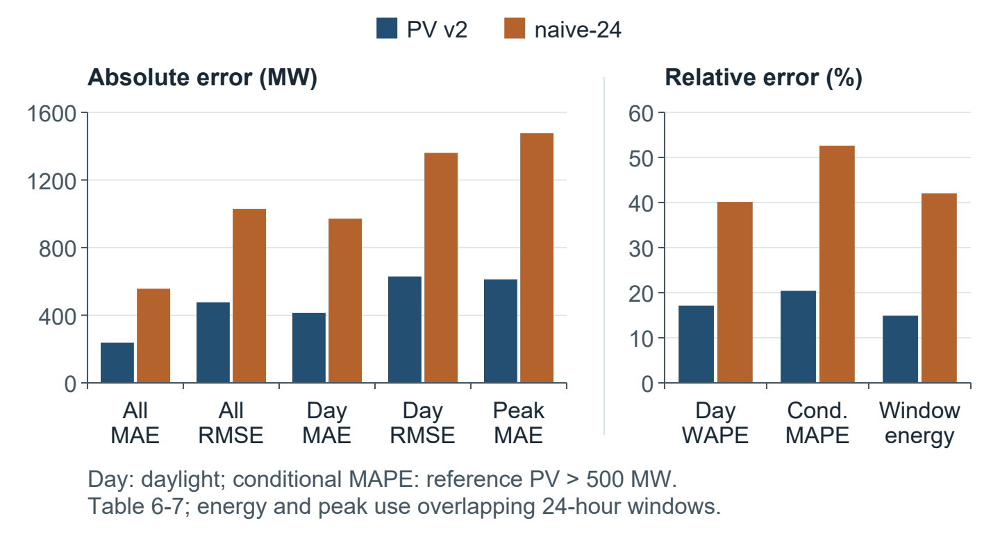 PV v2 naive-24
Absolute error (MW)
1600
1200
800
400
0
All MAE
All RMSE
Day MAE
Day RMSE
Peak MAE
Relative error (%)
60
50
40
30
20
10
0
Day WAPE
Cond. MAPE
Window energy
Day: daylight; conditional MAPE: reference PV > 500 MW.
Table 6-7; energy and peak use overlapping 24-hour windows.